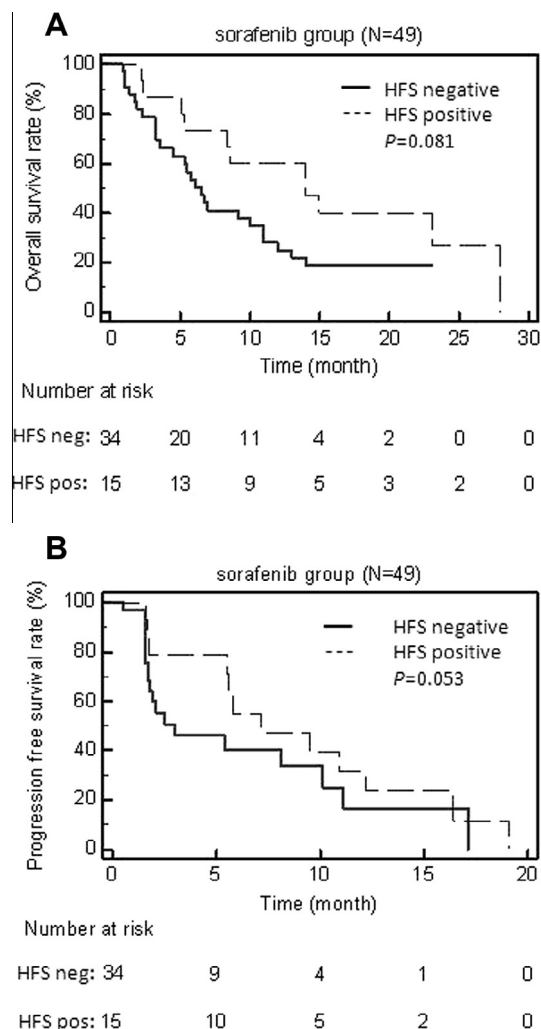 A
sorafenib group (N=49)
Overall survival rate (%)
100
80
60
40
20
0
HFS negative
HFS positive
P=0.081
0 5 10 15 20 25 30
Time (month)
Number at risk
HFS neg: 34 20 11 4 2 0 0
HFS pos: 15 13 9 5 3 2 0
B
sorafenib group (N=49)
Progression free survival rate (%)
100
80
60
40
20
0
HFS negative
HFS positive
P=0.053
0 5 10 15 20
Time (month)
Number at risk
HFS neg: 34 9 4 1 0
HFS pos: 15 10 5 2 0